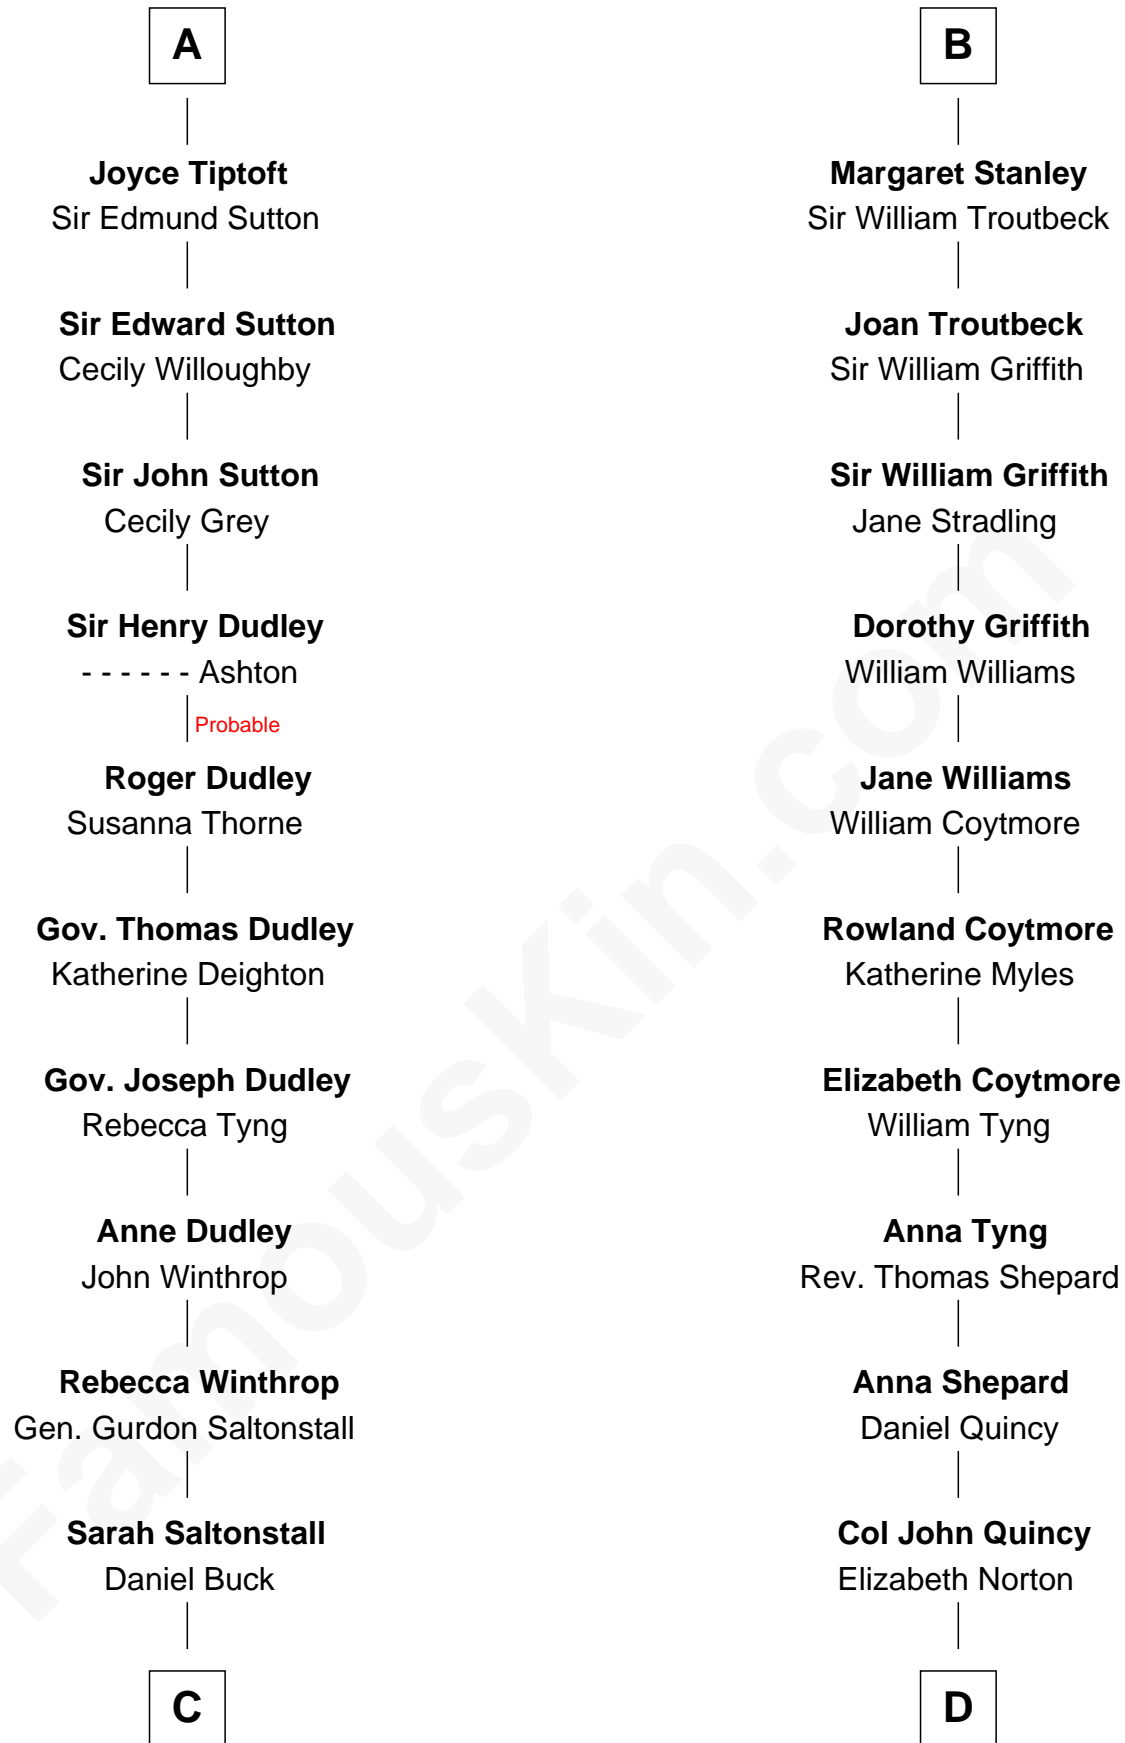 A
Joyce Tiptoft
Sir Edmund Sutton
Sir Edward Sutton
Cecily Willoughby
Sir John Sutton
Cecily Grey
Sir Henry Dudley
- - - - - - Ashton
Probable
Roger Dudley
Susanna Thorne
Gov. Thomas Dudley
Katherine Deighton
Gov. Joseph Dudley
Rebecca Tyng
Anne Dudley
John Winthrop
Rebecca Winthrop
Gen. Gurdon Saltonstall
Sarah Saltonstall
Daniel Buck
C
B
Margaret Stanley
Sir William Troutbeck
Joan Troutbeck
Sir William Griffith
Sir William Griffith
Jane Stradling
Dorothy Griffith
William Williams
Jane Williams
William Coytmore
Rowland Coytmore
Katherine Myles
Elizabeth Coytmore
William Tyng
Anna Tyng
Rev. Thomas Shepard
Anna Shepard
Daniel Quincy
Col John Quincy
Elizabeth Norton
D
FamousKin.com